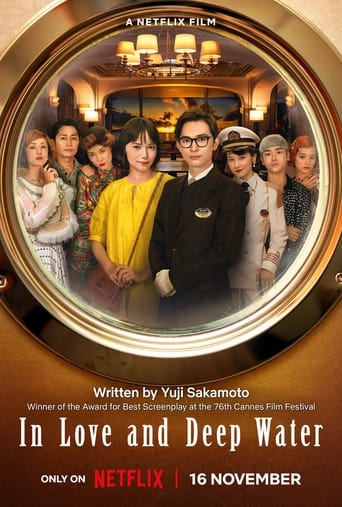 A NETFLIX FILM
Written by Yuji Sakamoto
Winner of the Award for Best Screenplay at the 76th Cannes Film Festival
In Love and Deep Water
ONLY ON NETFLIX | 16 NOVEMBER